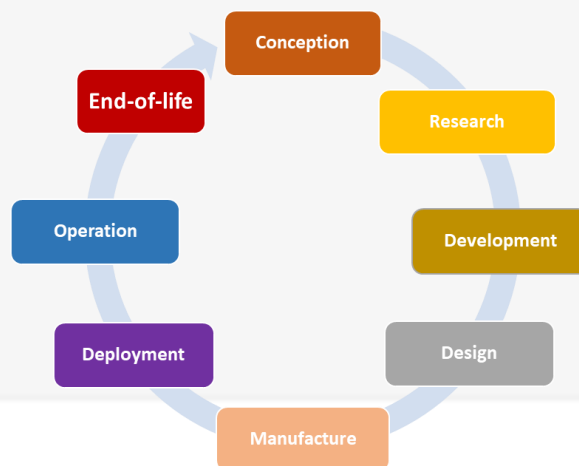 Conception
Research
Development
Design
Manufacture
Deployment
Operation
End-of-life